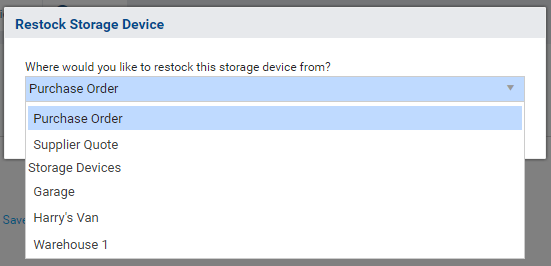 Restock Storage Device
Where would you like to restock this storage device from?
Purchase Order
Purchase Order
Supplier Quote
Storage Devices
Garage
Harry's Van
Save
Warehouse 1